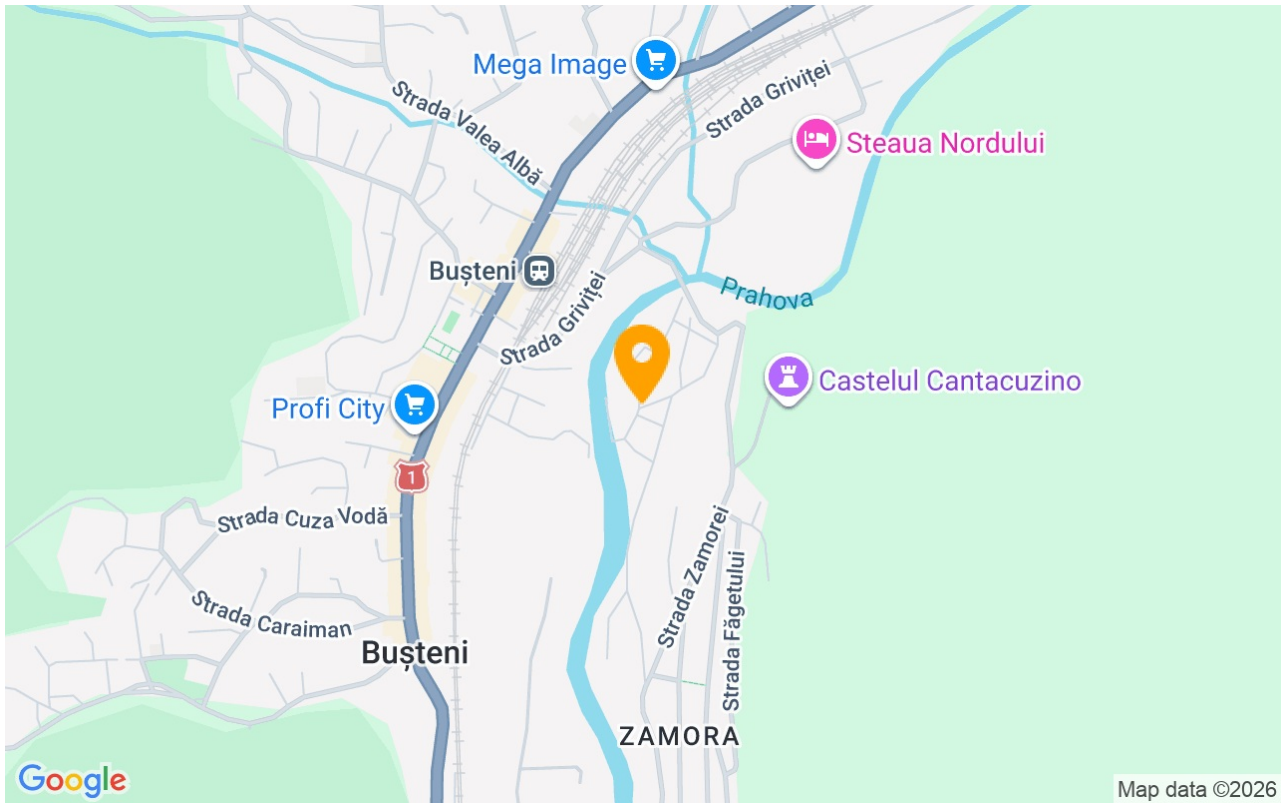 Mega Image
Strada Griviței
Strada Valea Albă
Steaua Nordului
Bușteni
Prahova
Strada Griviței
Castelul Cantacuzino
Profi City
1
Strada Cuza Vodă
Strada Zamorei
Strada Făgetului
Strada Caraiman
Bușteni
ZAMORA
Google
Map data ©2026